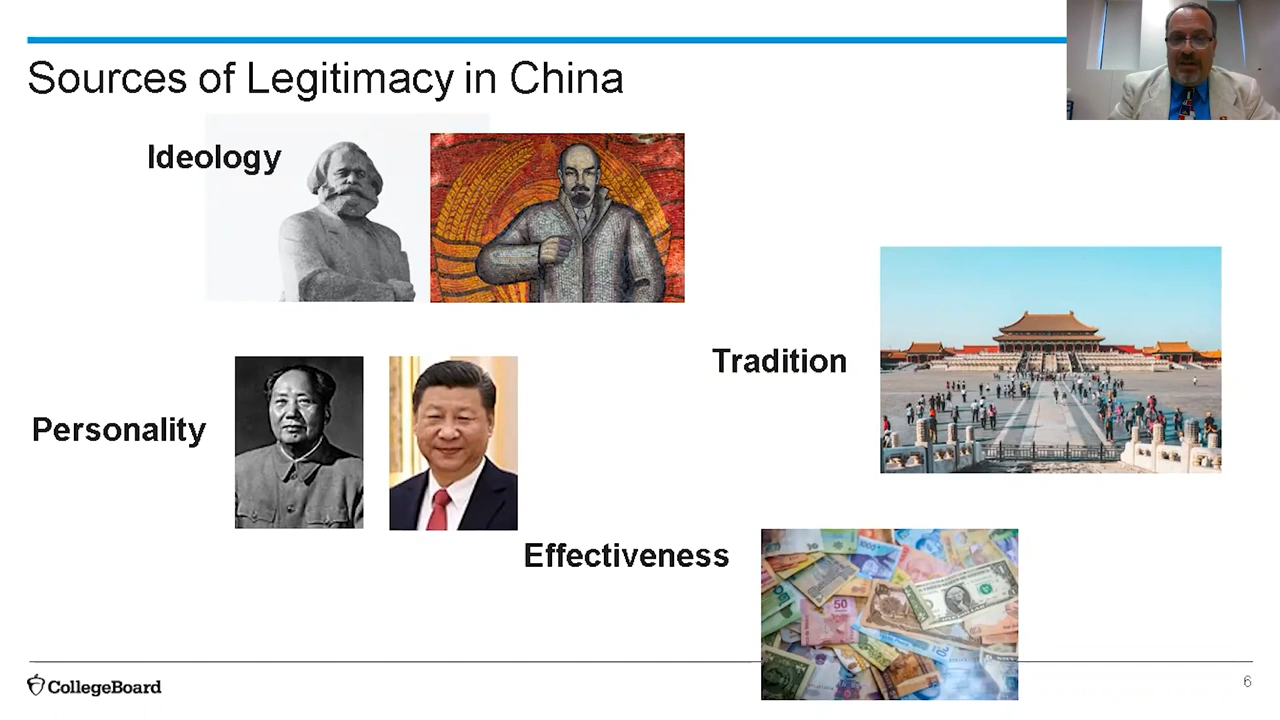 Sources of Legitimacy in China
Ideology
Tradition
Personality
Effectiveness
CollegeBoard
6